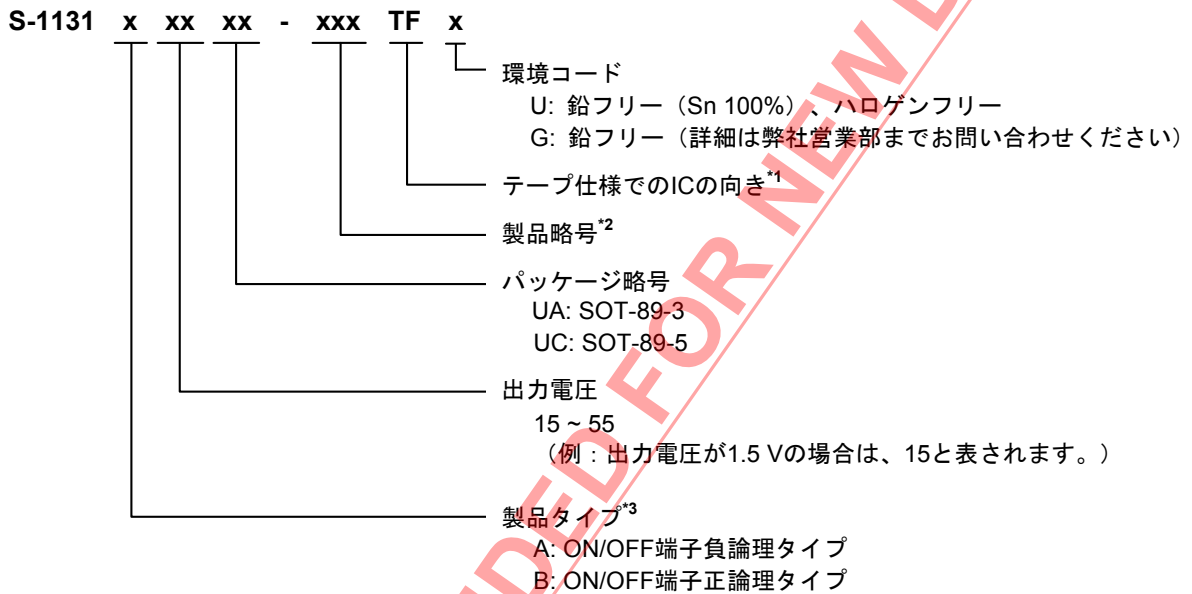 S-1131 x xx xx - xxx TF x
環境コード
U: 鉛フリー（Sn 100%）、ハロゲンフリー
G: 鉛フリー（詳細は弊社営業部までお問い合わせください）
テープ仕様でのICの向き*1
製品略号*2
パッケージ略号
UA: SOT-89-3
UC: SOT-89-5
出力電圧
15 ~ 55
（例：出力電圧が1.5 Vの場合は、15と表されます。）
製品タイプ*3
A: ON/OFF端子負論理タイプ
B: ON/OFF端子正論理タイプ
NDED FOR NEW